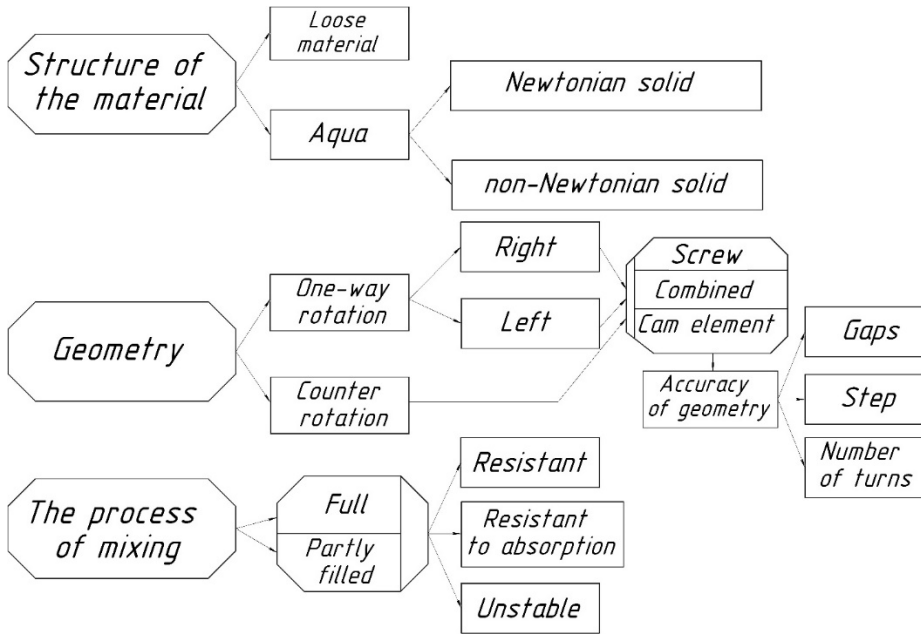 Loose
material
Structure of
the material
Newtonian solid
Aqua
non-Newtonian solid
Right
Screw
One-way
rotation
Combined
Left
Cam element
Geometry
Gaps
Accuracy
of geometry
Step
Counter
rotation
Number
of turns
Resistant
The process
of mixing
Full
Partly
filled
Resistant
to absorption
Unstable